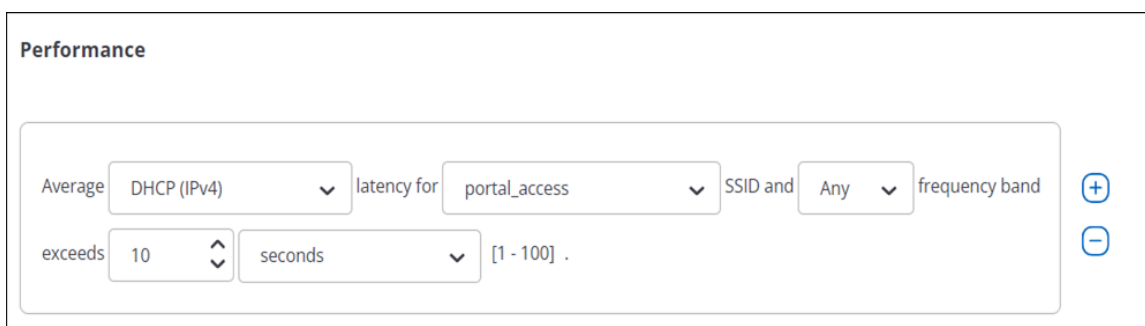 Performance
Average DHCP (IPv4) latency for portal_access SSID and Any frequency band
exceeds 10 seconds [1 - 100] .